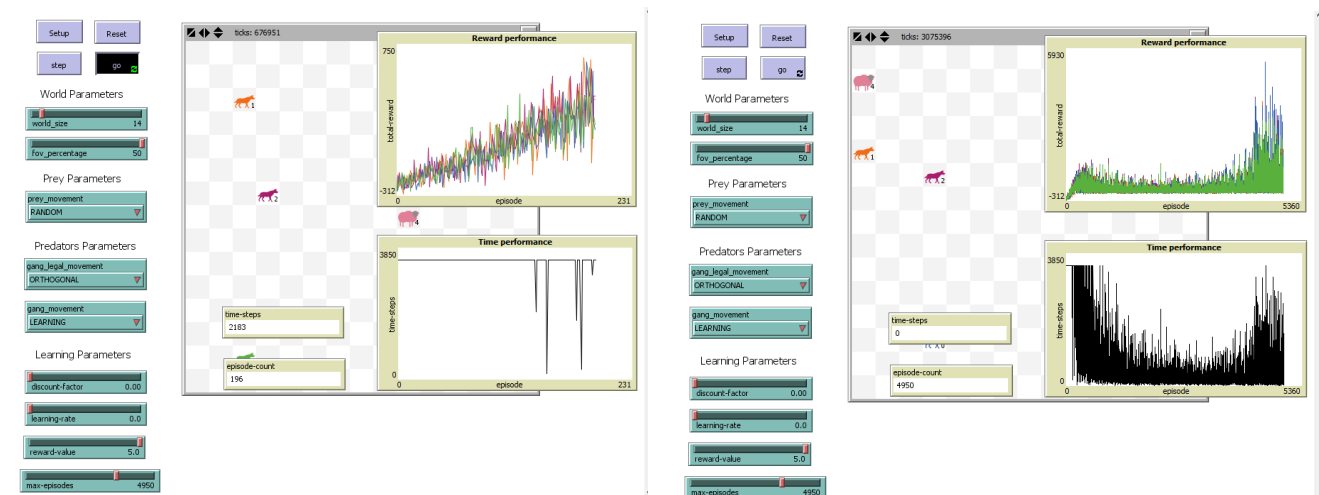 Setup Reset
step go
World Parameters
world_size 14
fov_percentage 50
Prey Parameters
prey_movement
RANDOM
Predators Parameters
gang_legal_movement
ORTHOGONAL
gang_movement
LEARNING
Learning Parameters
discount-factor 0.00
learning-rate 0.0
reward-value 5.0
max-episodes 4950
ticks: 676951
1
2
4
Reward performance
750
total-reward
-312
0 episode 231
Time performance
3850
time-steps
0
0 episode 231
time-steps
2183
episode-count
196
Setup Reset
step go
World Parameters
world_size 14
fov_percentage 50
Prey Parameters
prey_movement
RANDOM
Predators Parameters
gang_legal_movement
ORTHOGONAL
gang_movement
LEARNING
Learning Parameters
discount-factor 0.00
learning-rate 0.0
reward-value 5.0
max-episodes 4950
ticks: 3075396
4
1
2
Reward performance
5930
total-reward
-312
0 episode 5360
Time performance
3850
time-steps
0
0 episode 5360
time-steps
0
episode-count
4950